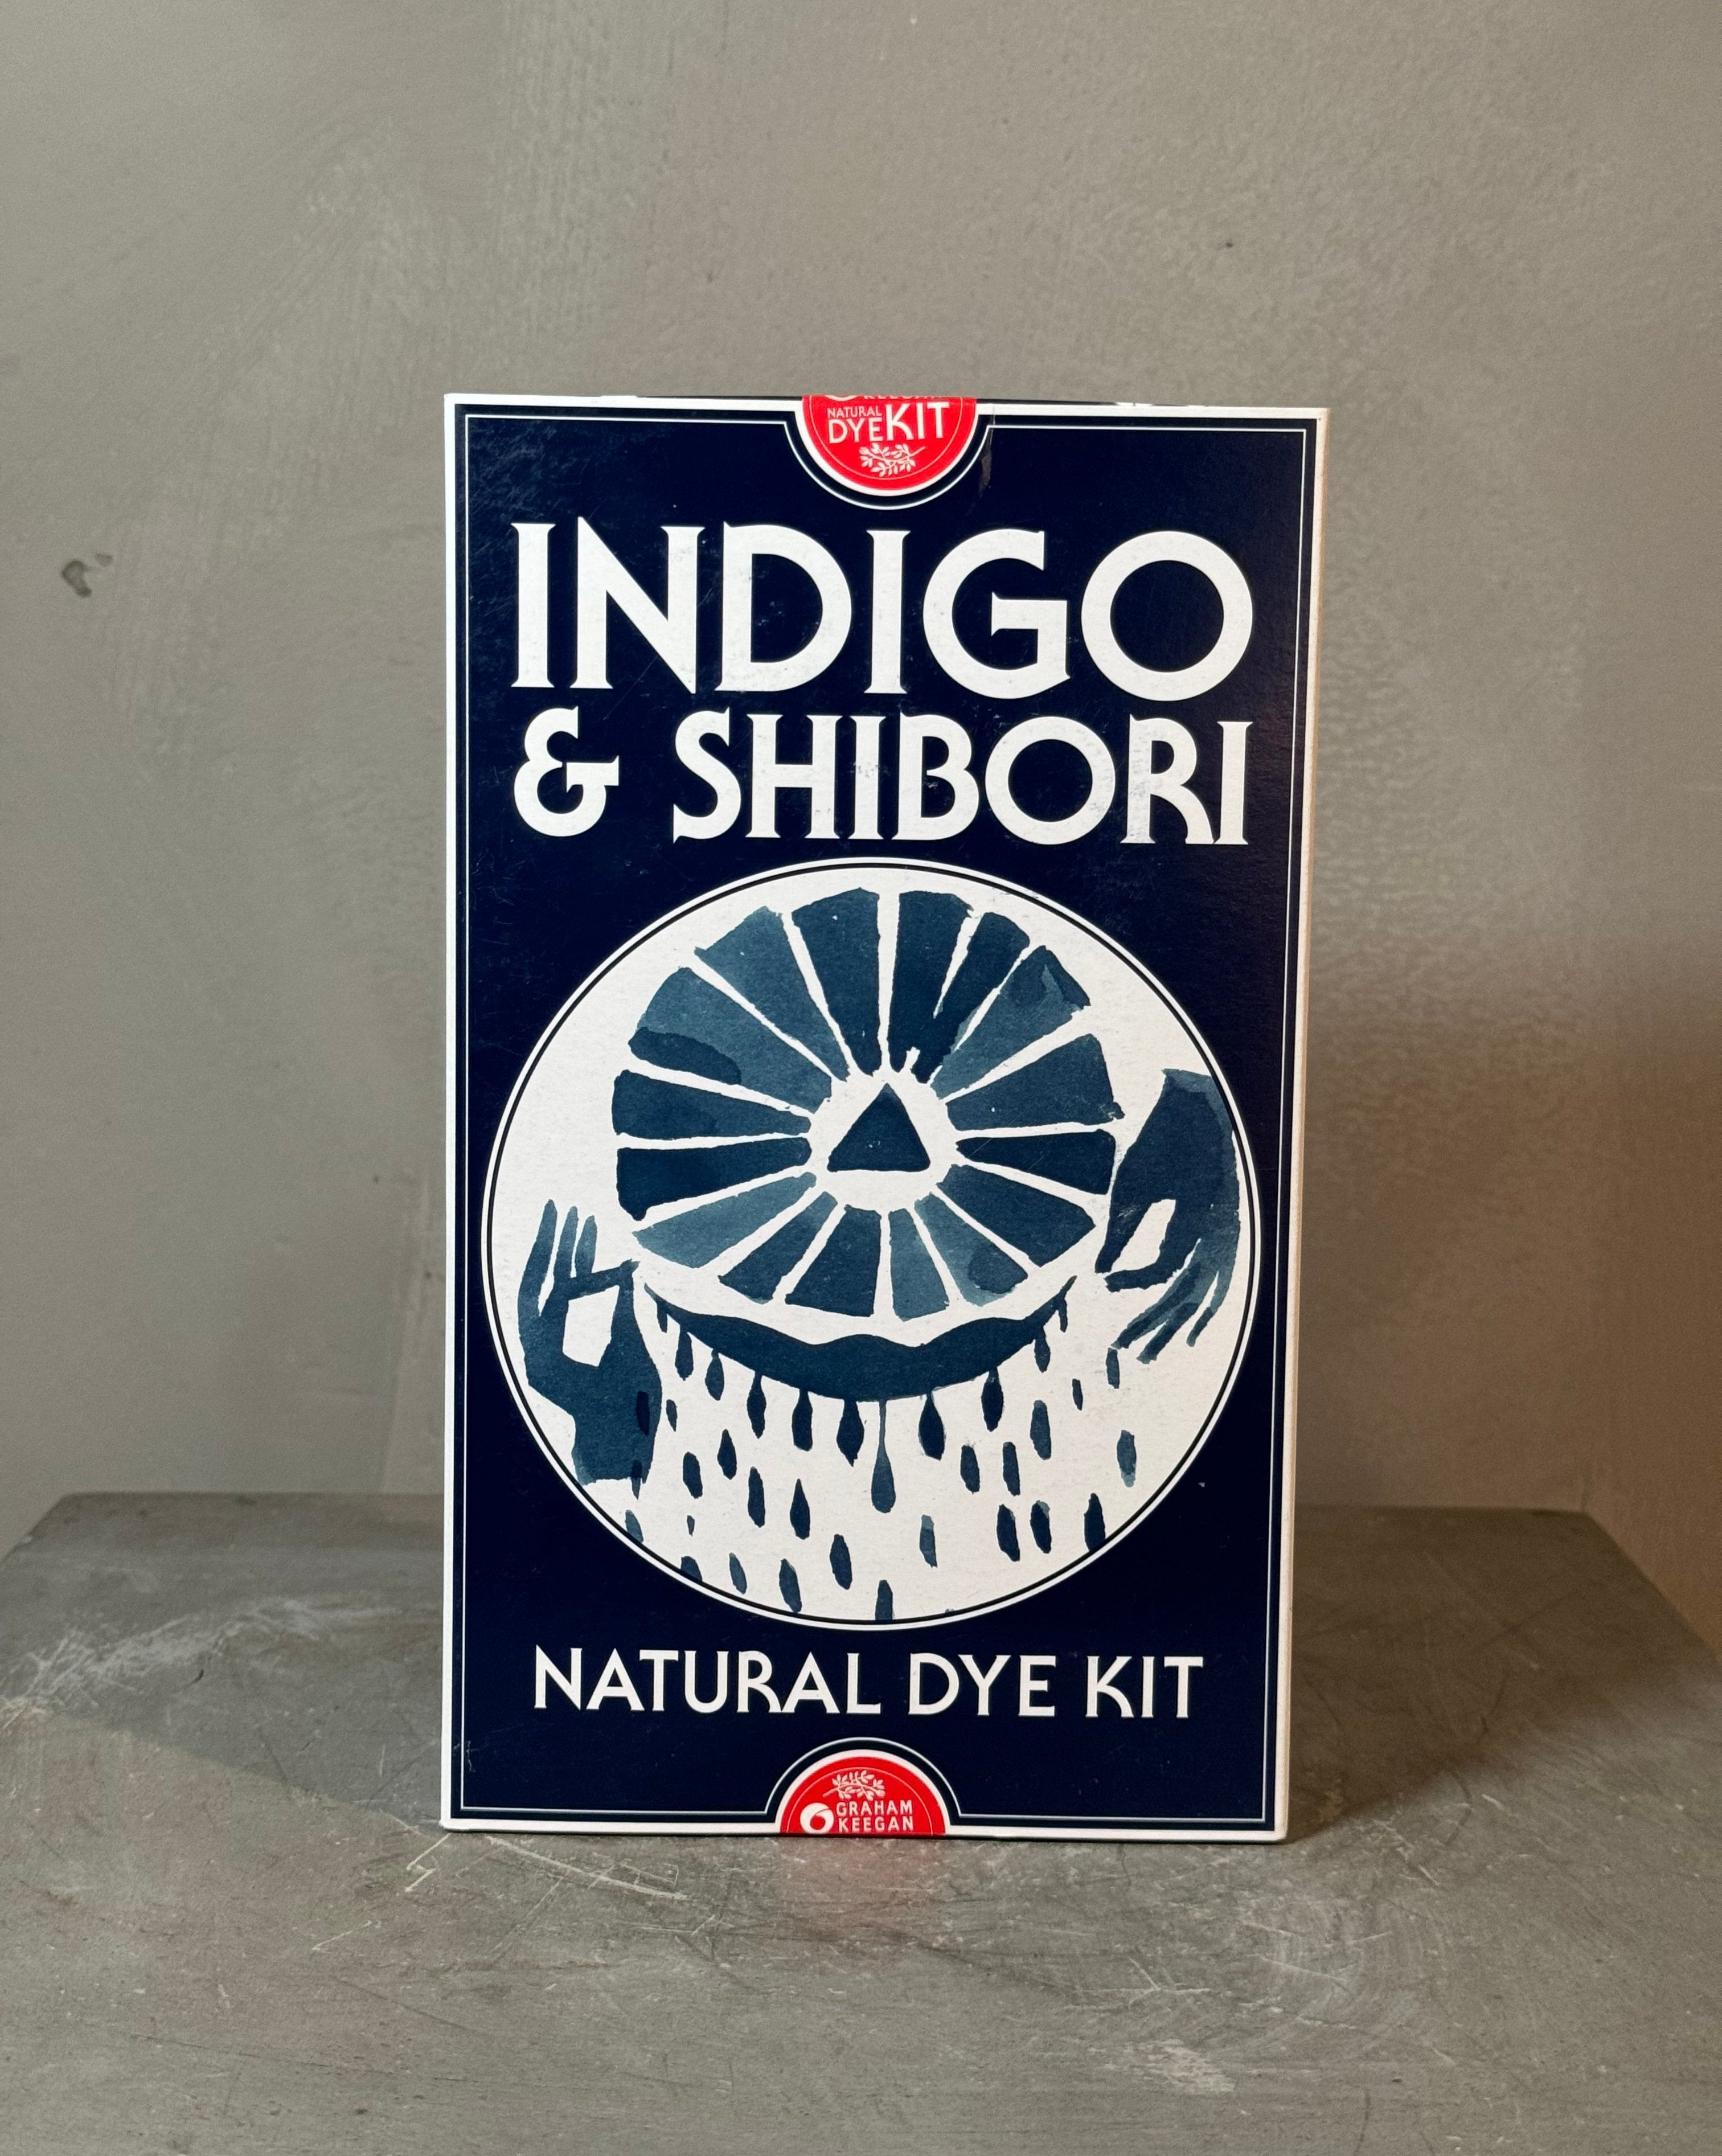 NATURAL
DYE KIT
INDIGO
& SHIBORI
NATURAL DYE KIT
GRAHAM
KEEGAN